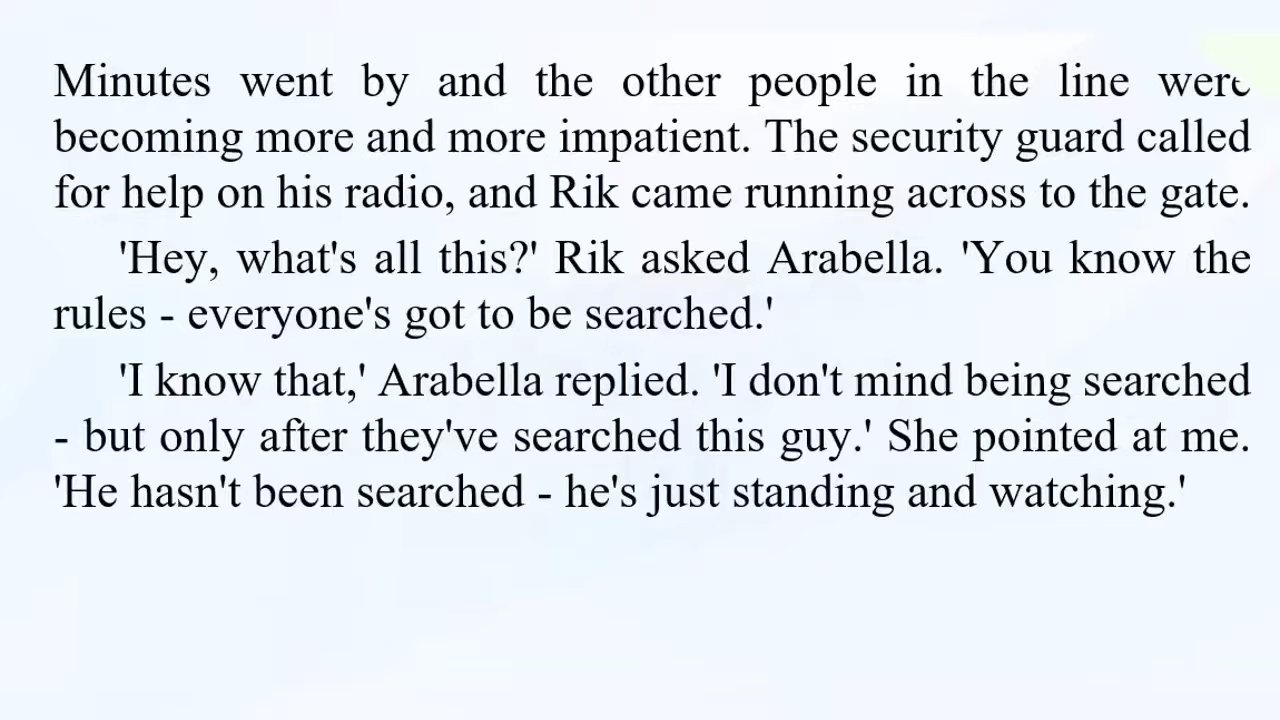 Minutes went by and the other people in the line were
becoming more and more impatient. The security guard called
for help on his radio, and Rik came running across to the gate.
'Hey, what's all this?' Rik asked Arabella. 'You know the
rules - everyone's got to be searched.'
'I know that,' Arabella replied. 'I don't mind being searched
- but only after they've searched this guy.' She pointed at me.
'He hasn't been searched - he's just standing and watching.'